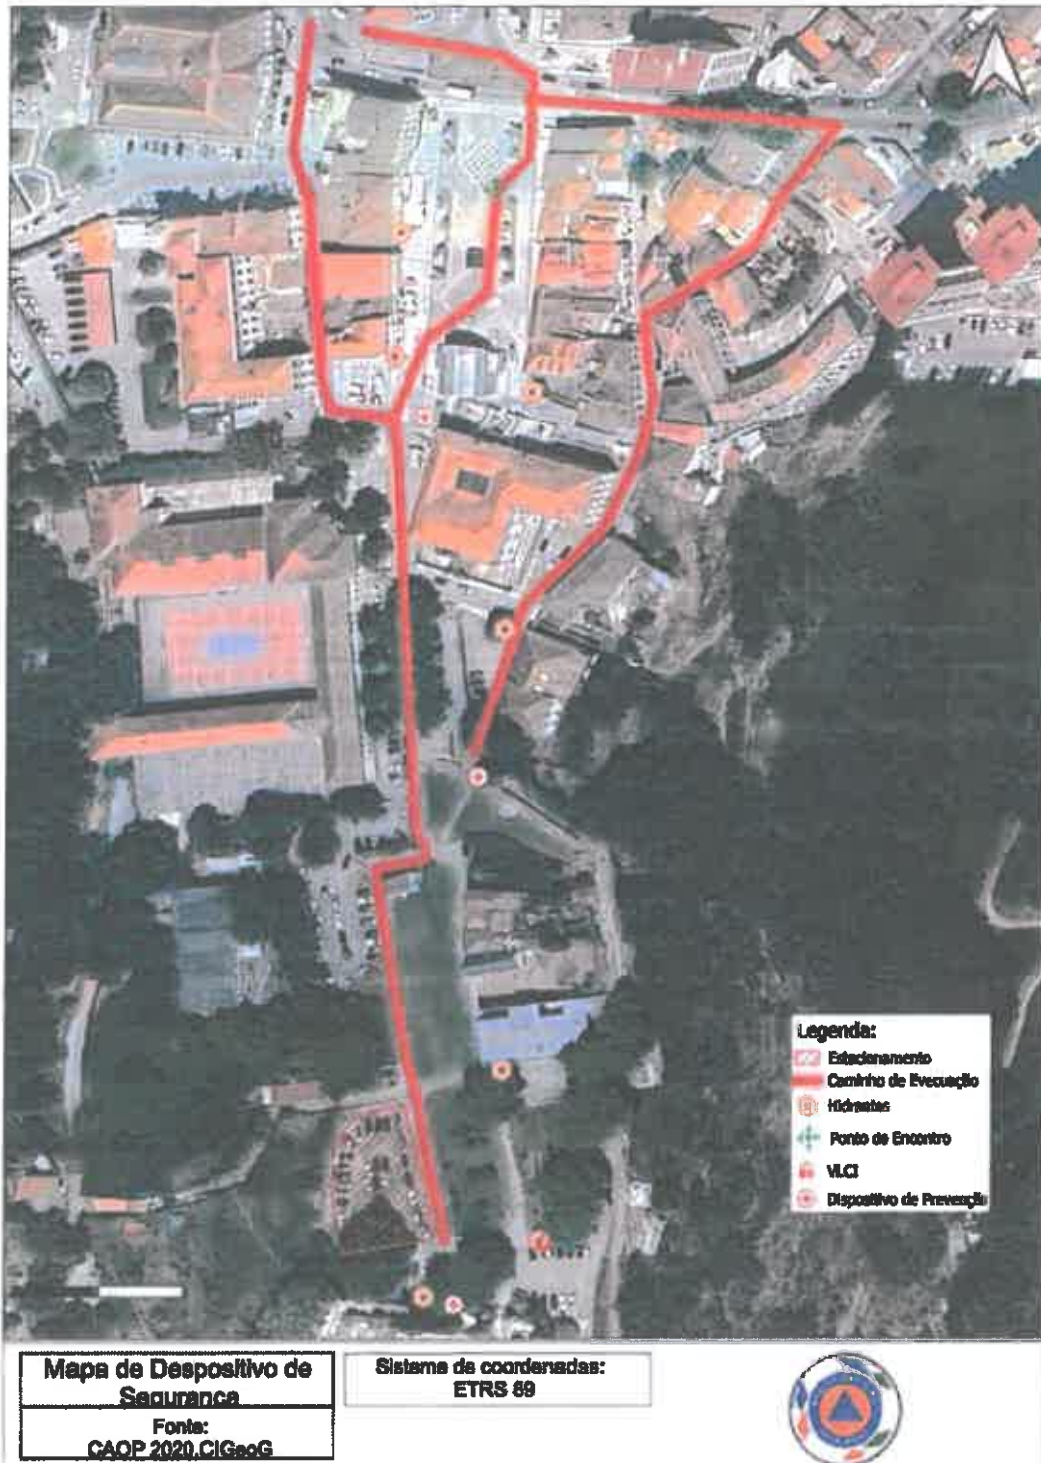 Legenda:
Estacionamento
Caminho de Evacuação
Hidrantes
Ponto de Encontro
VLCI
Dispositivo de Prevenção
Mapa de Despositivo de
Segurança
Fonte:
CAOP 2020,CIGeoG
Sistema de coordenadas:
ETRS 89